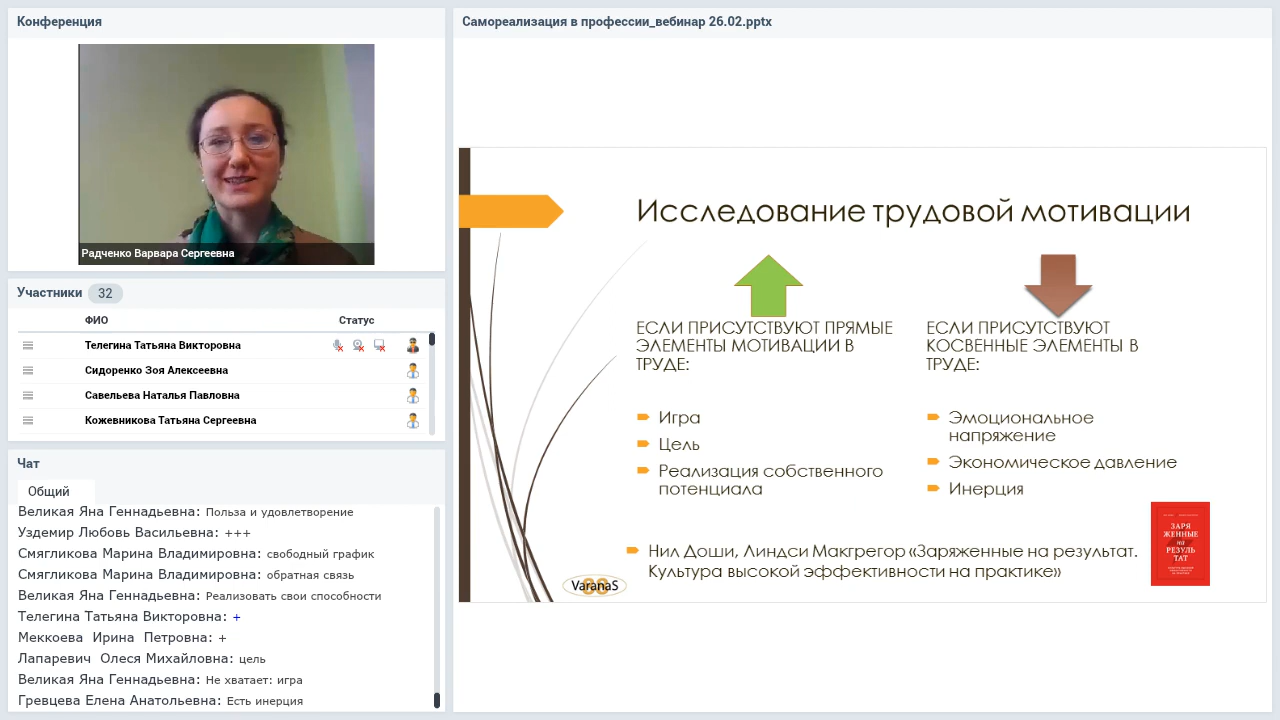 Конференция
Радченко Варвара Сергеевна
Участники 32
ФИО Статус
Телегина Татьяна Викторовна
Сидоренко Зоя Алексеевна
Савельева Наталья Павловна
Кожевникова Татьяна Сергеевна
Чат
Общий
Великая Яна Геннадьевна: Польза и удовлетворение
Уздемир Любовь Васильевна: +++
Смягликова Марина Владимировна: свободный график
Смягликова Марина Владимировна: обратная связь
Великая Яна Геннадьевна: Реализовать свои способности
Телегина Татьяна Викторовна: +
Меккоева Ирина Петровна: +
Лапаревич Олеся Михайловна: цель
Великая Яна Геннадьевна: Не хватает: игра
Гревцева Елена Анатольевна: Есть инерция
Самореализация в профессии_вебинар 26.02.pptx
Исследование трудовой мотивации
ЕСЛИ ПРИСУТСТВУЮТ ПРЯМЫЕ
ЭЛЕМЕНТЫ МОТИВАЦИИ В
ТРУДЕ:
Игра
Цель
Реализация собственного
потенциала
ЕСЛИ ПРИСУТСТВУЮТ
КОСВЕННЫЕ ЭЛЕМЕНТЫ В
ТРУДЕ:
Эмоциональное
напряжение
Экономическое давление
Инерция
Нил Доши, Линдси Макгрегор «Заряженные на результат.
Культура высокой эффективности на практике»
VaranaS
ЗАРЯ
ЖЕННЫЕ
на
РЕЗУЛЬ
ТАТ